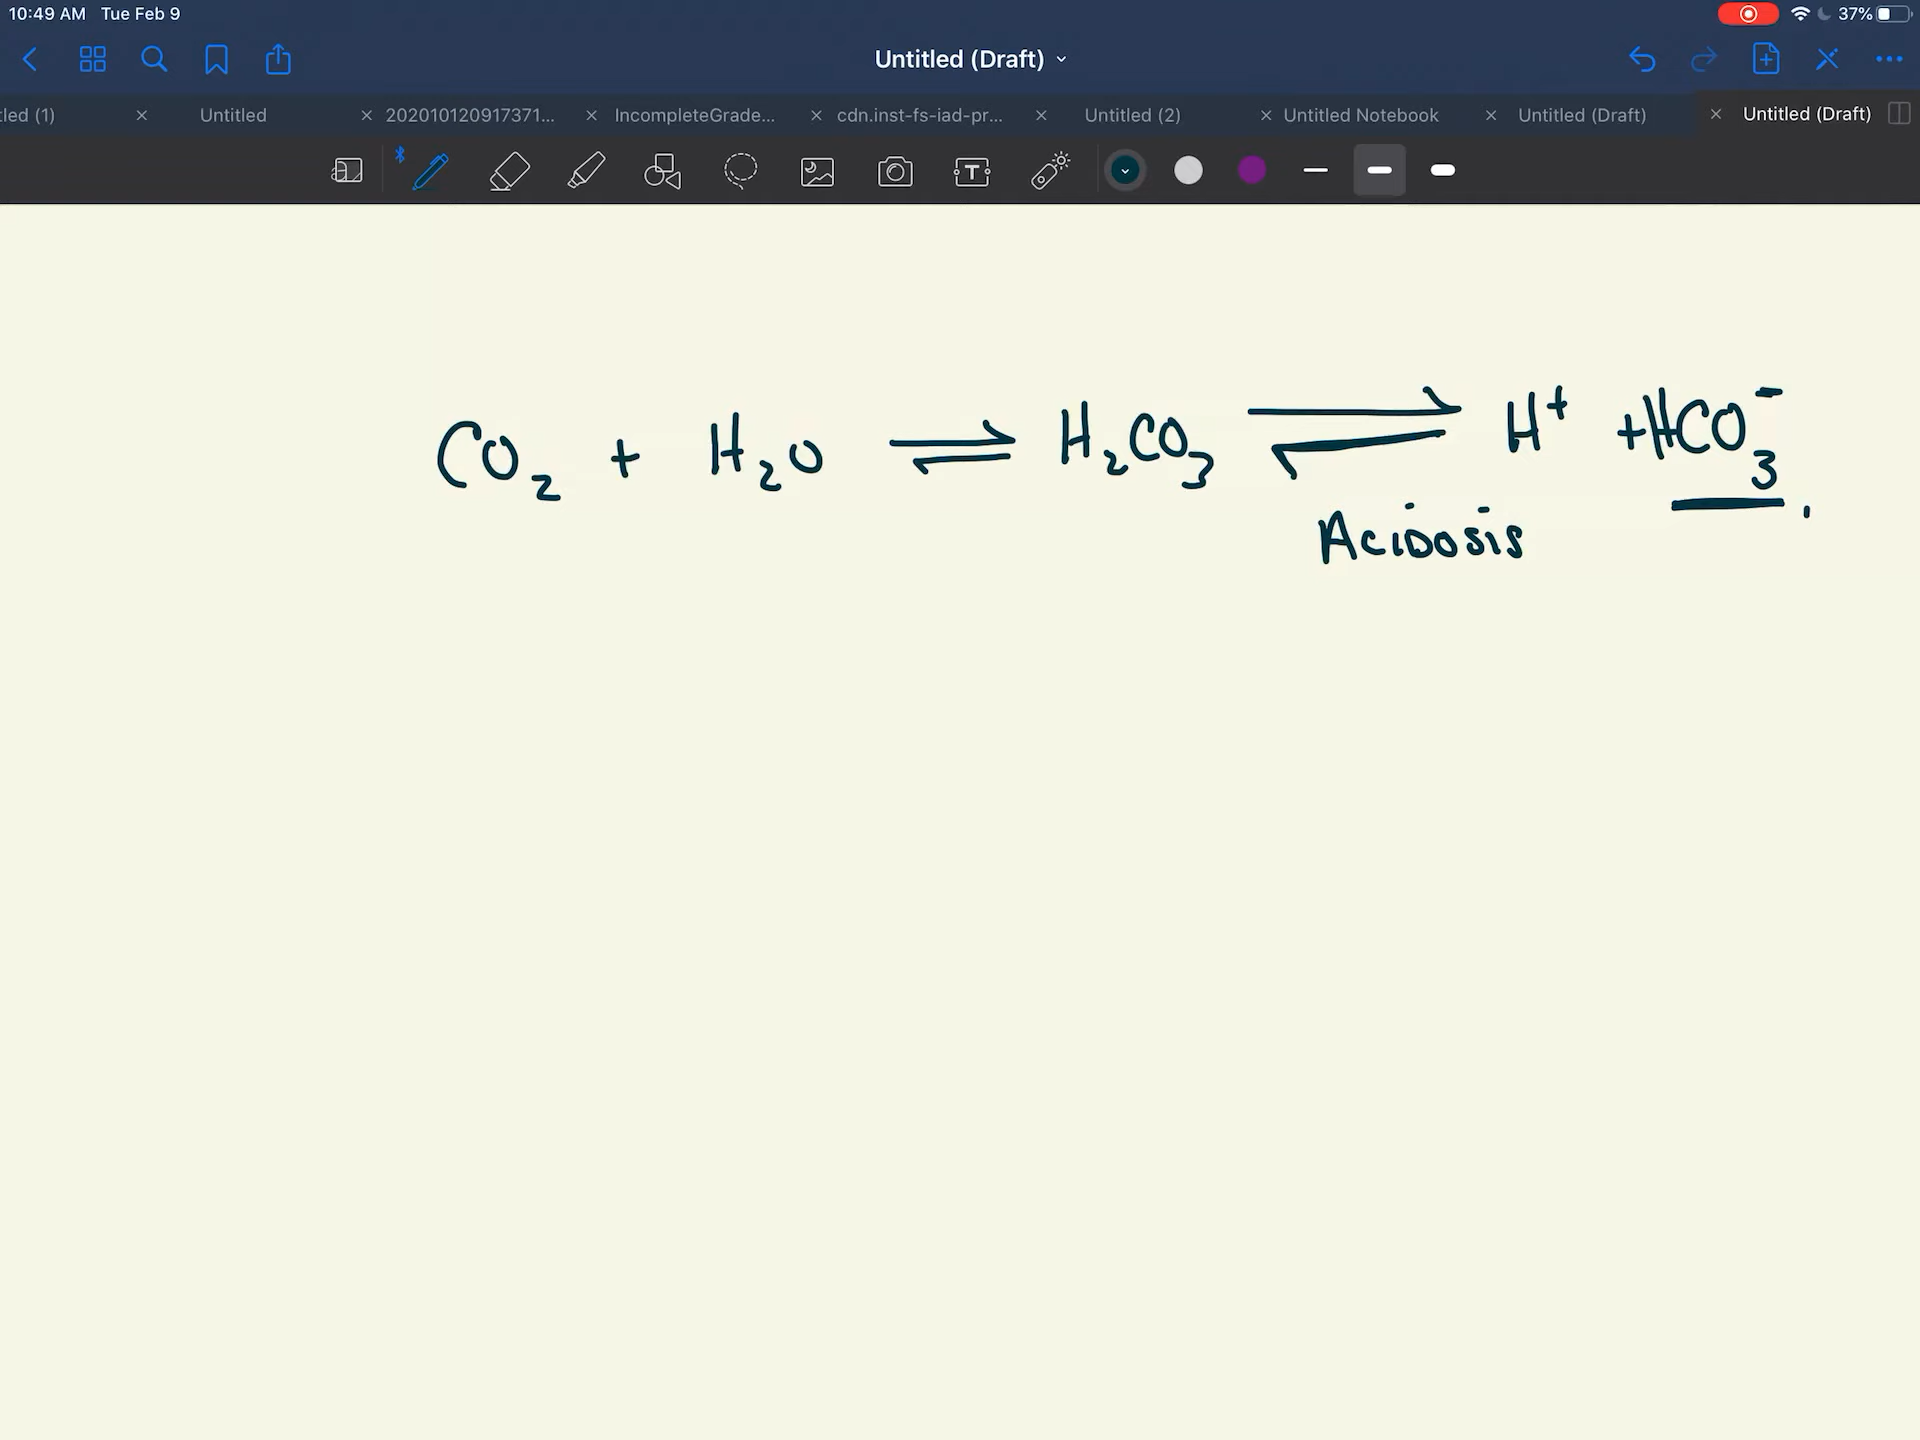 10:49 AM Tue Feb 9 37%
Untitled (Draft)
tled (1) Untitled 202010120917371... IncompleteGrade... cdn.inst-fs-iad-pr... Untitled (2) Untitled Notebook Untitled (Draft) Untitled (Draft)
CO₂ + H₂O ⇌ H₂CO₃ ⇌ H⁺ + HCO₃⁻
Acidosis